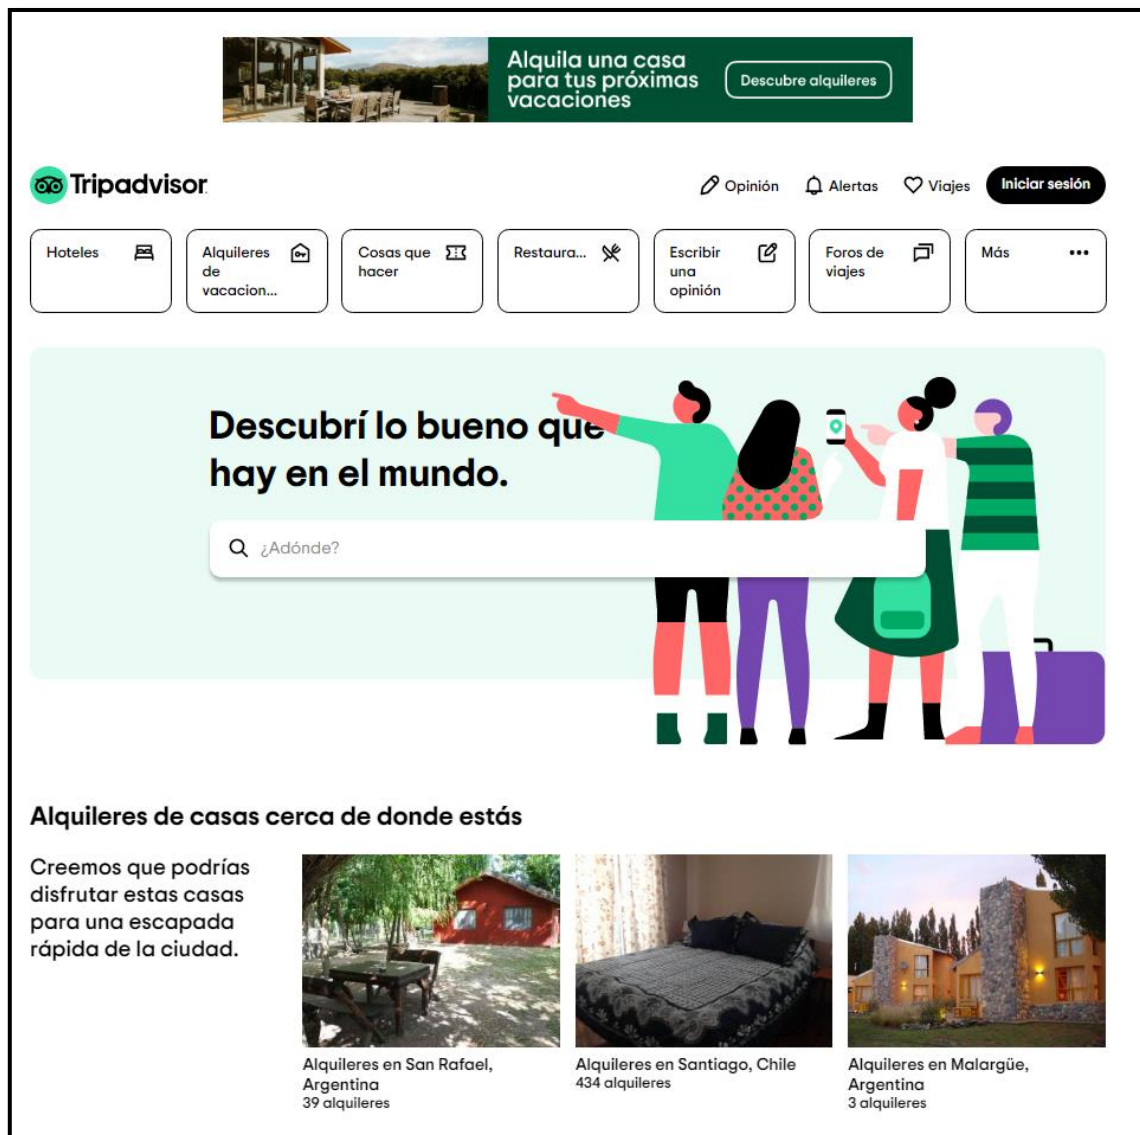 Alquila una casa
para tus próximas
vacaciones
Descubre alquileres
Tripadvisor
Opinión
Alertas
Viajes
Iniciar sesión
Hoteles
Alquileres
de
vacacion...
Cosas que
hacer
Restaura...
Escribir
una
opinión
Foros de
viajes
Más
Descubrí lo bueno que
hay en el mundo.
¿Adónde?
Alquileres de casas cerca de donde estás
Creemos que podrías
disfrutar estas casas
para una escapada
rápida de la ciudad.
Alquileres en San Rafael,
Argentina
39 alquileres
Alquileres en Santiago, Chile
434 alquileres
Alquileres en Malargüe,
Argentina
3 alquileres